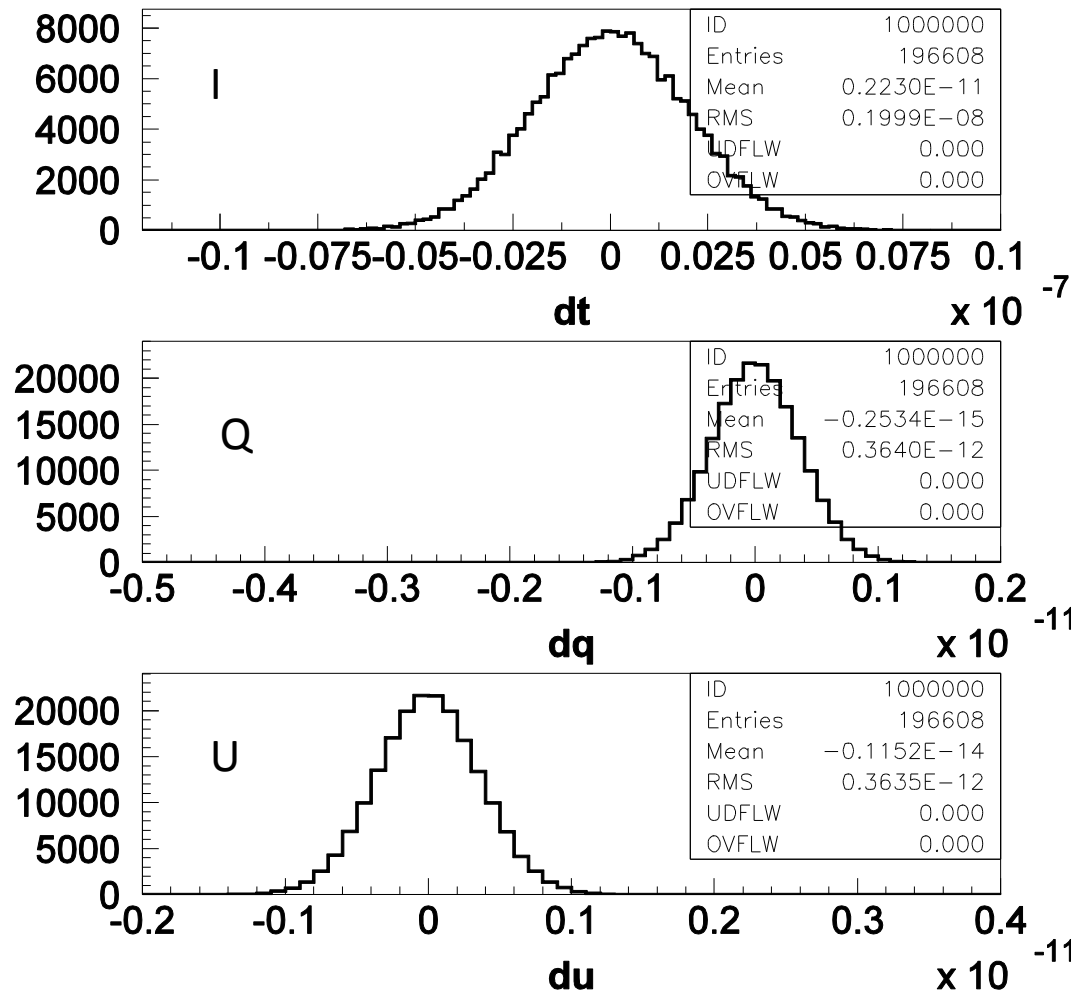 8000
6000
4000
2000
0
I
ID 1000000
Entries 196608
Mean 0.2230E-11
RMS 0.1999E-08
UDFLW 0.000
OVFLW 0.000
-0.1 -0.075 -0.05 -0.025 0 0.025 0.05 0.075 0.1
dt
x 10 -7
20000
15000
10000
5000
0
Q
ID 1000000
Entries 196608
Mean -0.2534E-15
RMS 0.3640E-12
UDFLW 0.000
OVFLW 0.000
-0.5 -0.4 -0.3 -0.2 -0.1 0 0.1 0.2
dq
x 10 -11
20000
15000
10000
5000
0
U
ID 1000000
Entries 196608
Mean -0.1152E-14
RMS 0.3635E-12
UDFLW 0.000
OVFLW 0.000
-0.2 -0.1 0 0.1 0.2 0.3 0.4
du
x 10 -11